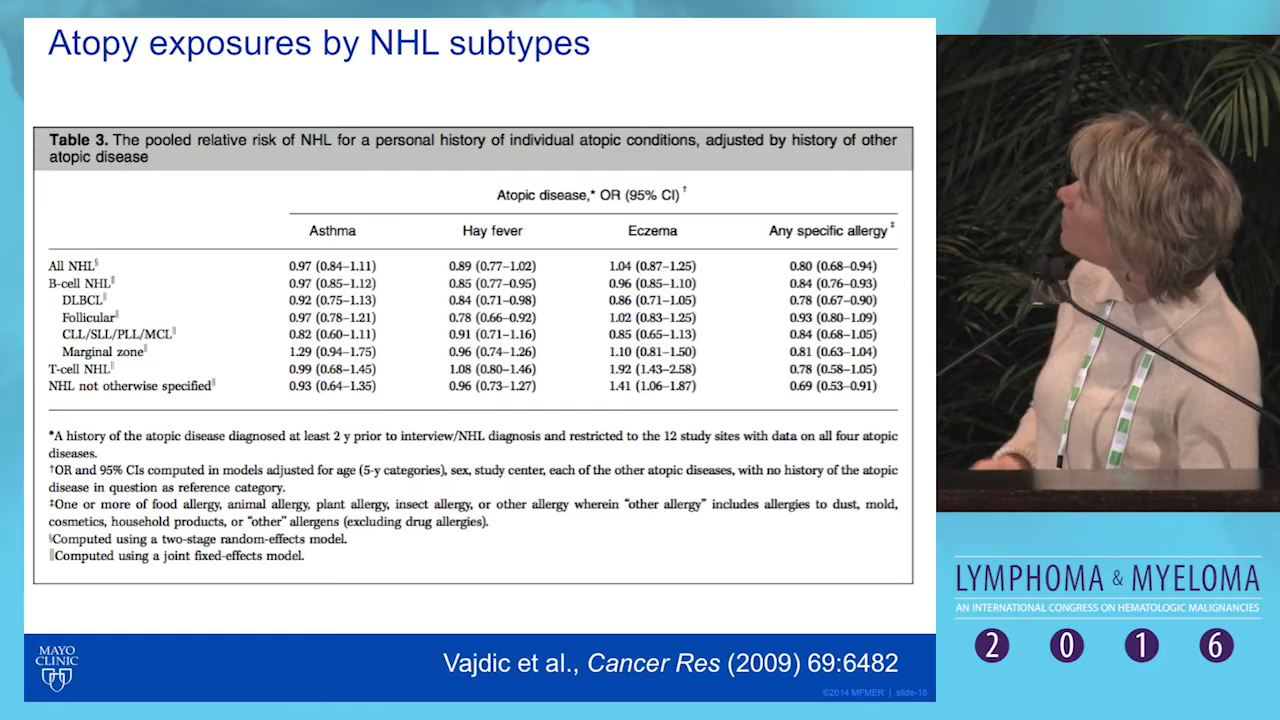 Atopy exposures by NHL subtypes
Table 3. The pooled relative risk of NHL for a personal history of individual atopic conditions, adjusted by history of other
atopic disease
Atopic disease,* OR (95% CI)†
Asthma Hay fever Eczema Any specific allergy‡
All NHL§ 0.97 (0.84–1.11) 0.89 (0.77–1.02) 1.04 (0.87–1.25) 0.80 (0.68–0.94)
B-cell NHL∥ 0.97 (0.85–1.12) 0.85 (0.77–0.95) 0.96 (0.85–1.10) 0.84 (0.76–0.93)
DLBCL∥ 0.92 (0.75–1.13) 0.84 (0.71–0.98) 0.86 (0.71–1.05) 0.78 (0.67–0.90)
Follicular∥ 0.97 (0.78–1.21) 0.78 (0.66–0.92) 1.02 (0.83–1.25) 0.93 (0.80–1.09)
CLL/SLL/PLL/MCL∥ 0.82 (0.60–1.11) 0.91 (0.71–1.16) 0.85 (0.65–1.13) 0.84 (0.68–1.05)
Marginal zone∥ 1.29 (0.94–1.75) 0.96 (0.74–1.26) 1.10 (0.81–1.50) 0.81 (0.63–1.04)
T-cell NHL∥ 0.99 (0.68–1.45) 1.08 (0.80–1.46) 1.92 (1.43–2.58) 0.78 (0.58–1.05)
NHL not otherwise specified∥ 0.93 (0.64–1.35) 0.96 (0.73–1.27) 1.41 (1.06–1.87) 0.69 (0.53–0.91)
*A history of the atopic disease diagnosed at least 2 y prior to interview/NHL diagnosis and restricted to the 12 study sites with data on all four atopic
diseases.
†OR and 95% CIs computed in models adjusted for age (5-y categories), sex, study center, each of the other atopic diseases, with no history of the atopic
disease in question as reference category.
‡One or more of food allergy, animal allergy, plant allergy, insect allergy, or other allergy wherein “other allergy” includes allergies to dust, mold,
cosmetics, household products, or “other” allergens (excluding drug allergies).
§Computed using a two-stage random-effects model.
∥Computed using a joint fixed-effects model.
MAYO
CLINIC
Vajdic et al., Cancer Res (2009) 69:6482
©2014 MFMER | slide-18
LYMPHOMA & MYELOMA
AN INTERNATIONAL CONGRESS ON HEMATOLOGIC MALIGNANCIES
2 0 1 6